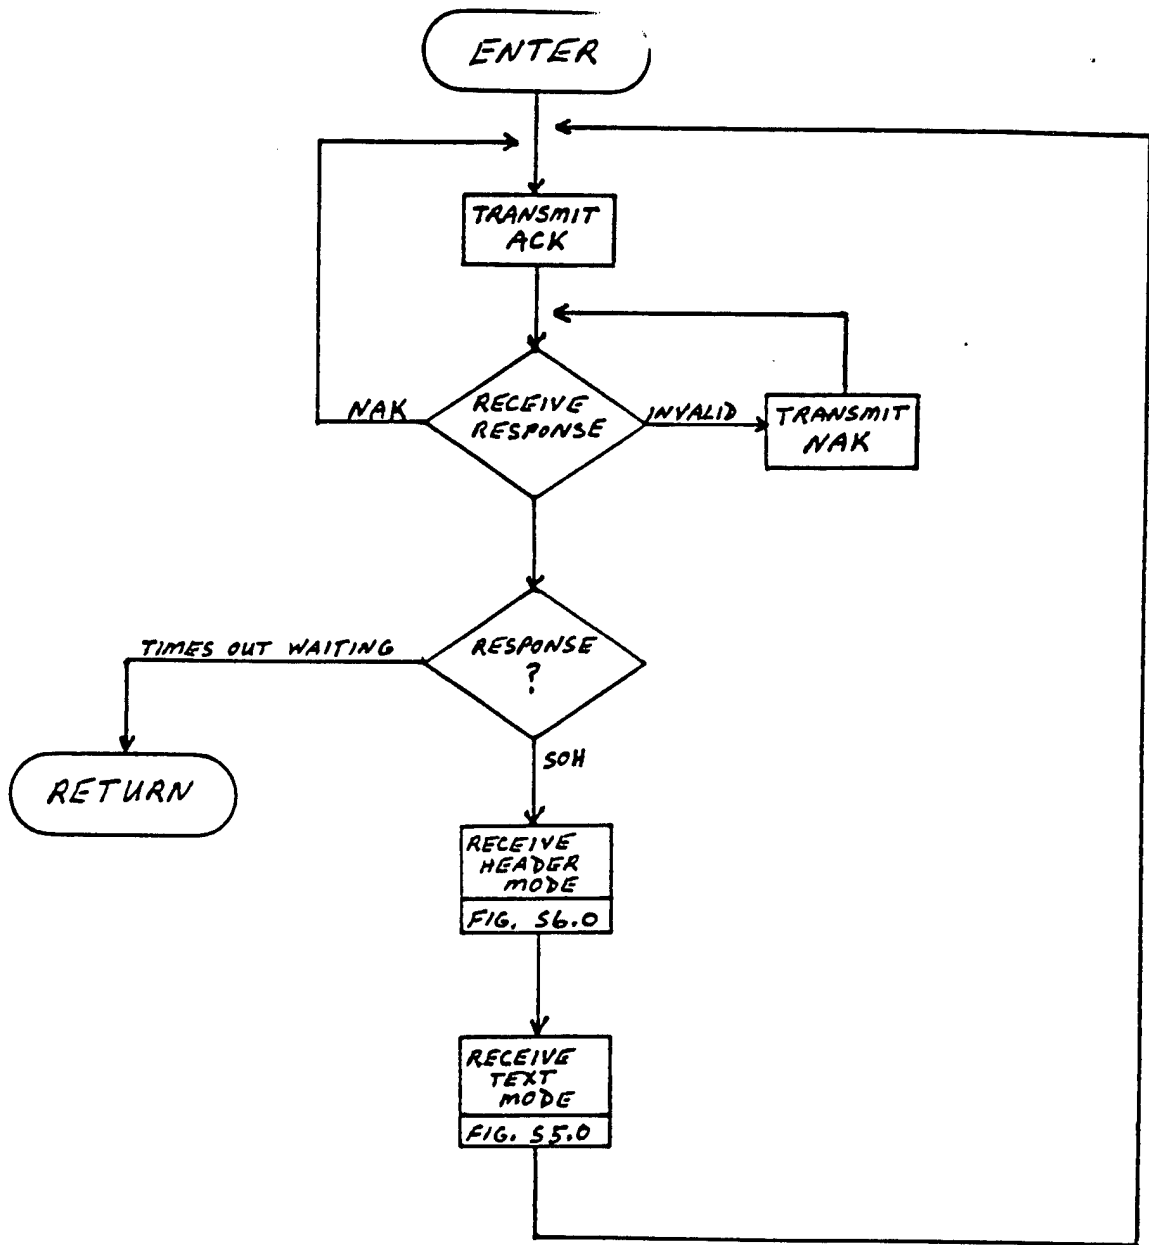 ENTER
TRANSMIT
ACK
NAK
RECEIVE
RESPONSE
INVALID
TRANSMIT
NAK
TIMES OUT WAITING
RESPONSE
?
SOH
RETURN
RECEIVE
HEADER
MODE
FIG. S6.0
RECEIVE
TEXT
MODE
FIG. S5.0